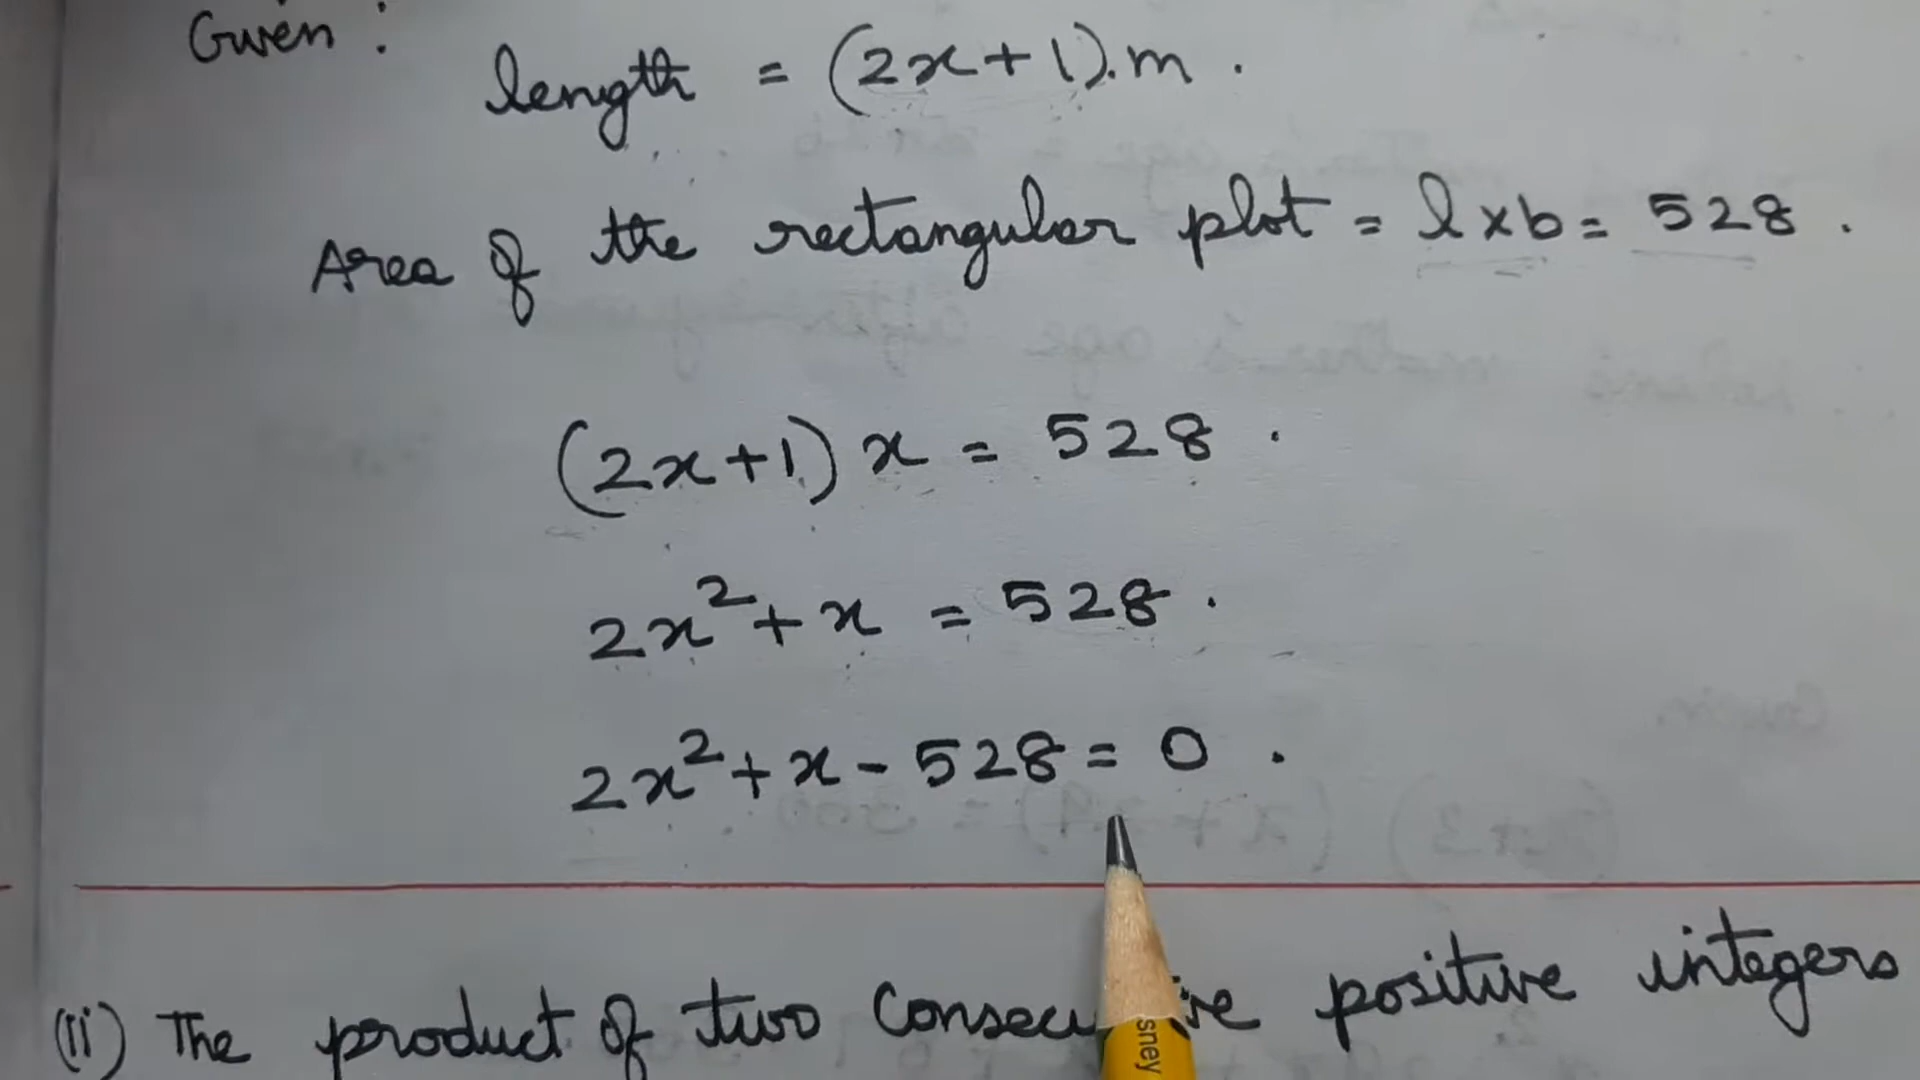 Given:
length = (2x+1).m.
Area of the rectangular plot = l x b = 528.
(2x+1) x = 528.
2x² + x = 528.
2x² + x - 528 = 0.
(ii) The product of two positive integers
sney